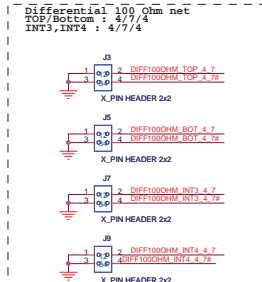 Differential 100 Ohm net
TOP/Bottom : 4/7/4
INT3,INT4 : 4/7/4
J3
1 2 DIFF100OHM_TOP_4_7
3 4 DIFF100OHM_TOP_4_7#
X_PIN HEADER 2x2
J5
1 2 DIFF100OHM_BOT_4_7
3 4 DIFF100OHM_BOT_4_7#
X_PIN HEADER 2x2
J7
1 2 DIFF100OHM_INT3_4_7
3 4 DIFF100OHM_INT3_4_7#
X_PIN HEADER 2x2
J9
1 2 DIFF100OHM_INT4_4_7
3 4 DIFF100OHM_INT4_4_7#
X_PIN HEADER 2x2